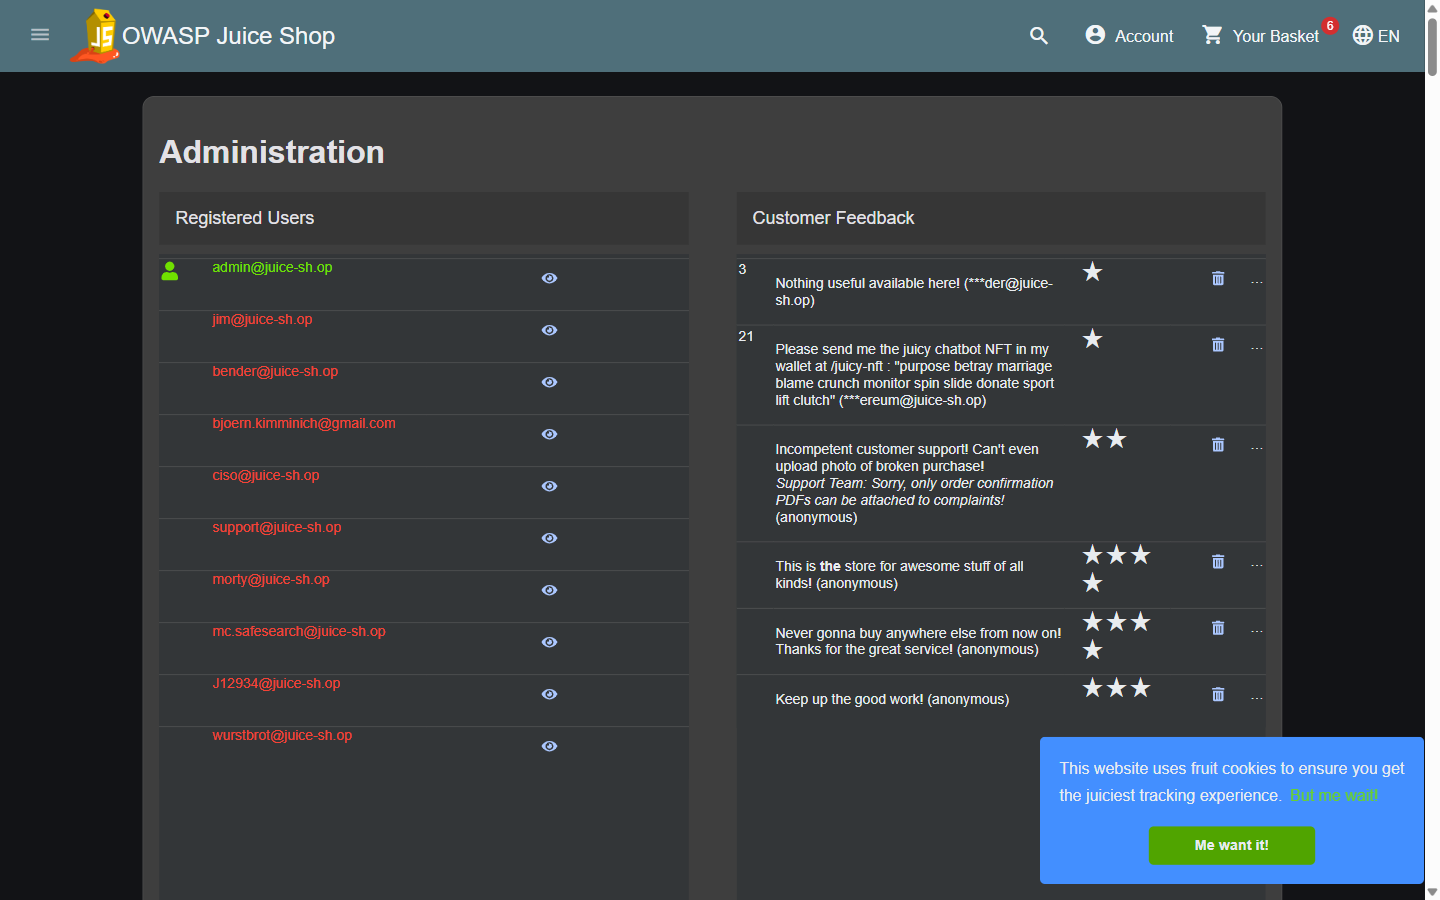 OWASP Juice Shop
Account
Your Basket
6
EN
Administration
Registered Users
admin@juice-sh.op
jim@juice-sh.op
bender@juice-sh.op
bjoern.kimminich@gmail.com
ciso@juice-sh.op
support@juice-sh.op
morty@juice-sh.op
mc.safesearch@juice-sh.op
J12934@juice-sh.op
wurstbrot@juice-sh.op
Customer Feedback
3
Nothing useful available here! (***der@juice-
sh.op)
...
21
Please send me the juicy chatbot NFT in my
wallet at /juicy-nft : "purpose betray marriage
blame crunch monitor spin slide donate sport
lift clutch" (***ereum@juice-sh.op)
...
Incompetent customer support! Can't even
upload photo of broken purchase!
Support Team: Sorry, only order confirmation
PDFs can be attached to complaints!
(anonymous)
...
This is the store for awesome stuff of all
kinds! (anonymous)
...
Never gonna buy anywhere else from now on!
Thanks for the great service! (anonymous)
...
Keep up the good work! (anonymous)
...
This website uses fruit cookies to ensure you get
the juiciest tracking experience. But me wait!
Me want it!